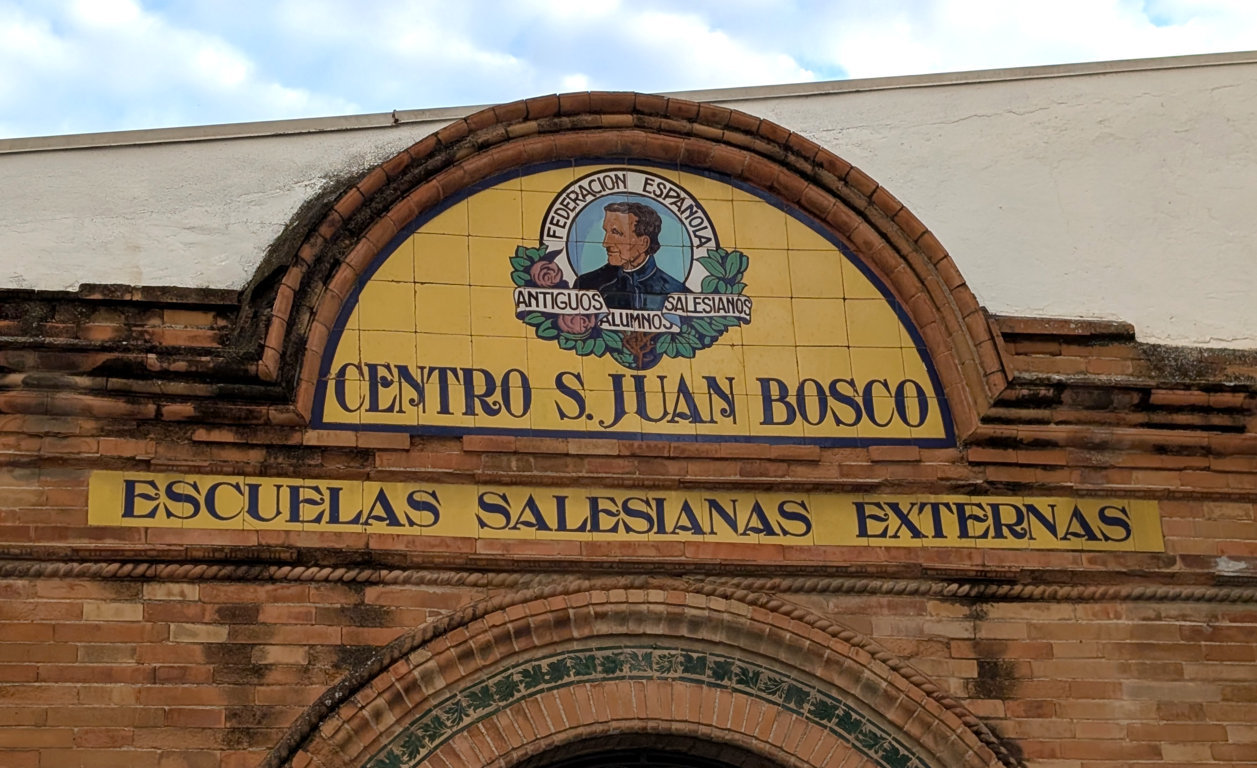 FEDERACION ESPAÑOLA
ANTIGUOS ALUMNOS SALESIANOS
CENTRO S. JUAN BOSCO
ESCUELAS SALESIANAS EXTERNAS